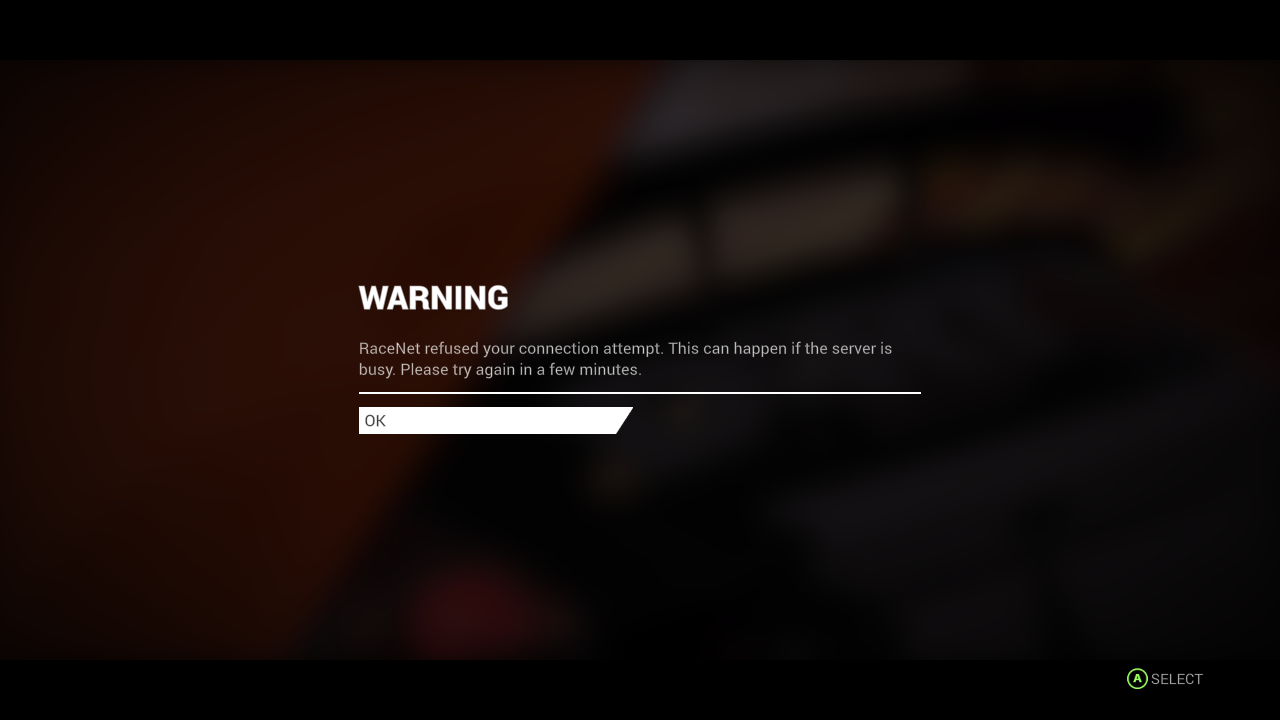 WARNING
RaceNet refused your connection attempt. This can happen if the server is
busy. Please try again in a few minutes.
OK
A SELECT